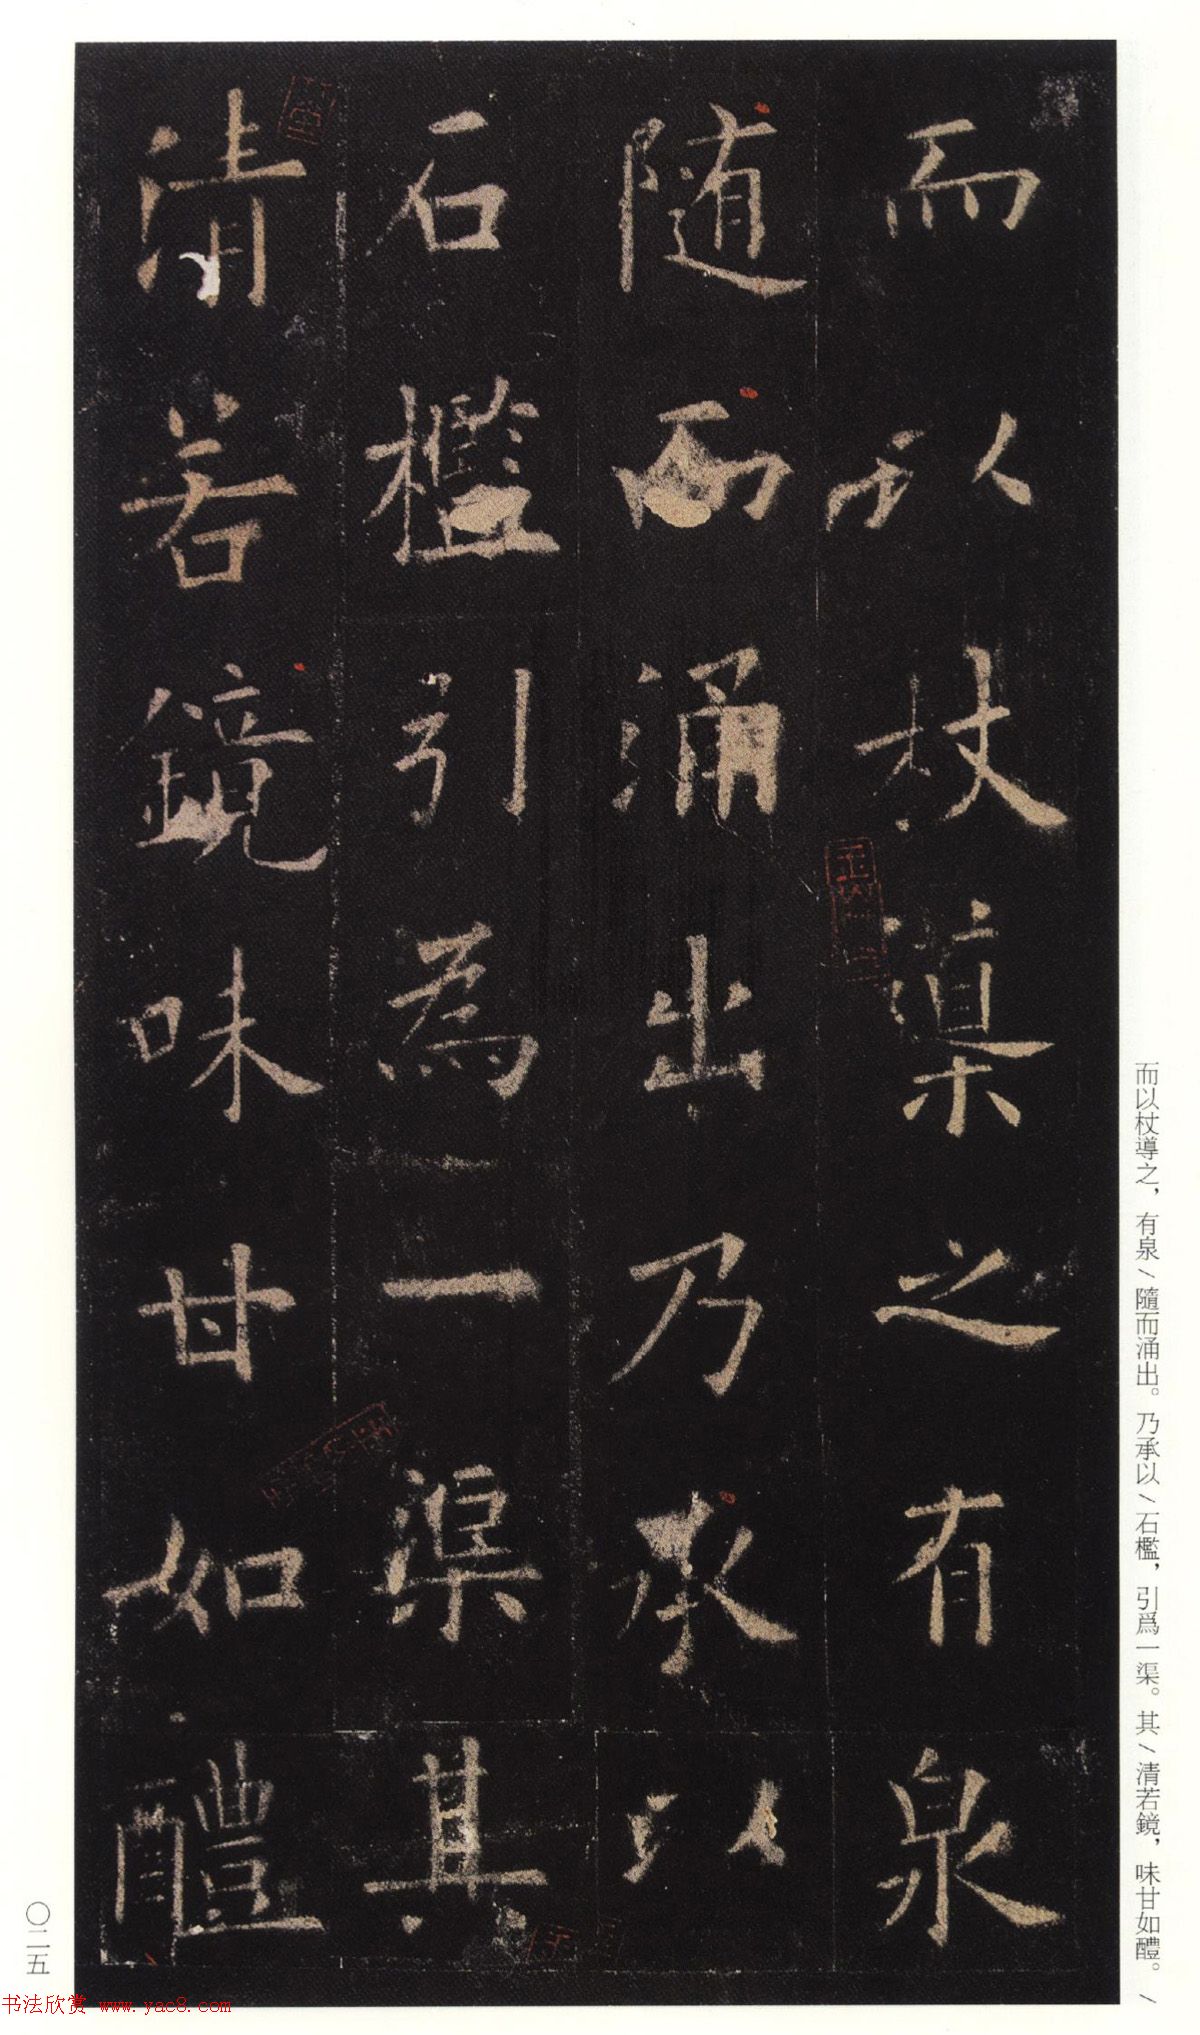 而以杖導之有泉
隨而涌出乃承以
石檻引為一渠其
清若鏡味甘如醴
而以杖導之，有泉/隨而涌出。乃承以/石檻，引爲一渠。其/清若鏡，味甘如醴。/
〇二五
书法欣赏 www.yac8.com